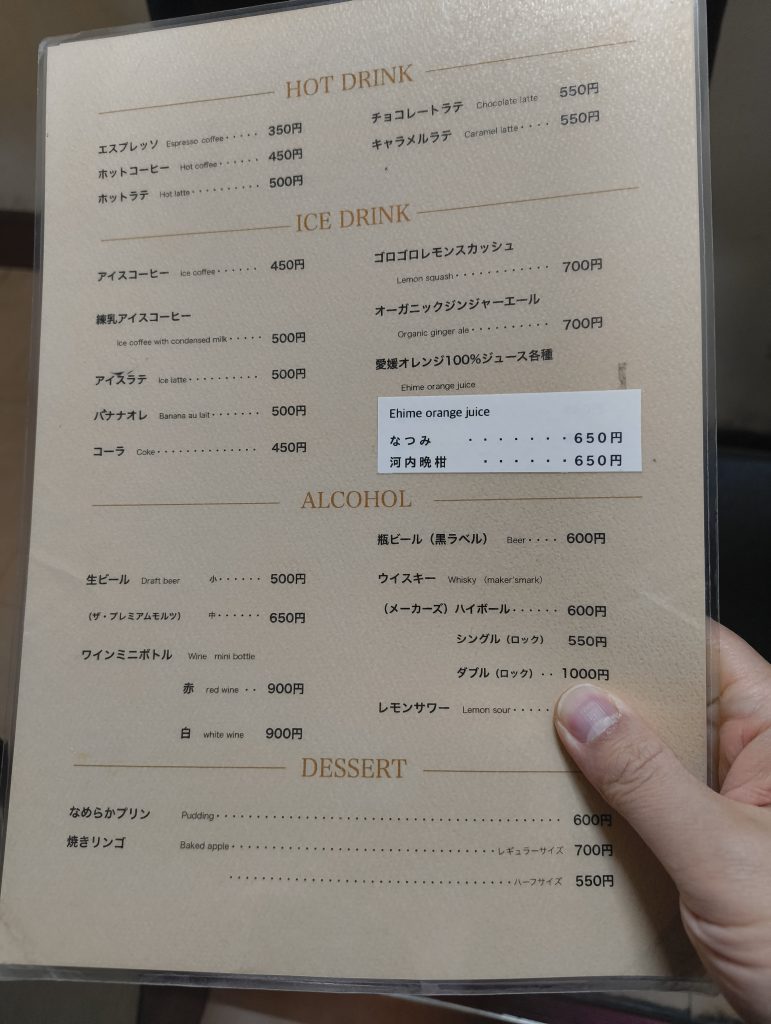 HOT DRINK
エスプレッソ Espresso coffee・・・・・ 350円
ホットコーヒー Hot coffee・・・・・・ 450円
ホットラテ Hot latte・・・・・・・・・・ 500円
チョコレートラテ Chocolate latte 550円
キャラメルラテ Caramel latte・・・・ 550円
ICE DRINK
アイスコーヒー Ice coffee・・・・・・ 450円
練乳アイスコーヒー
Ice coffee with condensed milk・・・・・ 500円
アイスラテ Ice latte・・・・・・・・・・ 500円
バナナオレ Banana au lait・・・・・・・ 500円
コーラ Coke・・・・・・・・・・・・・・ 450円
ゴロゴロレモンスカッシュ
Lemon squash・・・・・・・・・・・・ 700円
オーガニックジンジャーエール
Organic ginger ale・・・・・・・・・・ 700円
愛媛オレンジ100%ジュース各種
Ehime orange juice
Ehime orange juice
なつみ ・・・・・・・650円
河内晩柑 ・・・・・・650円
ALCOHOL
生ビール Draft beer 小・・・・・・ 500円
（ザ・プレミアムモルツ） 中・・・・・・ 650円
ワインミニボトル Wine mini bottle
赤 red wine ・・ 900円
白 white wine 900円
瓶ビール（黒ラベル） Beer・・・・ 600円
ウイスキー Whisky （maker'smark）
（メーカーズ）ハイボール・・・・・・ 600円
シングル（ロック） 550円
ダブル（ロック）・・ 1000円
レモンサワー Lemon sour・・・・・
DESSERT
なめらかプリン Pudding・・・・・・・・・・・・・・・・・・・・・・・・・・・・・・・・・・ 600円
焼きリンゴ Baked apple・・・・・・・・・・・・・・・・・・・・・・・・・・レギュラーサイズ 700円
・・・・・・・・・・・・・・・・・・・・・・・・・・・ハーフサイズ 550円